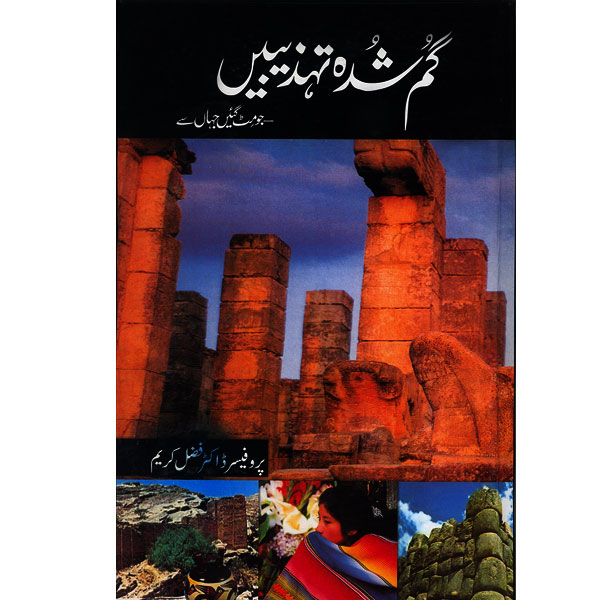 گُم شُدہ تہذیبیں
–جو مٹ گئیں جہاں سے
پروفیسر ڈاکٹر فضل کریم